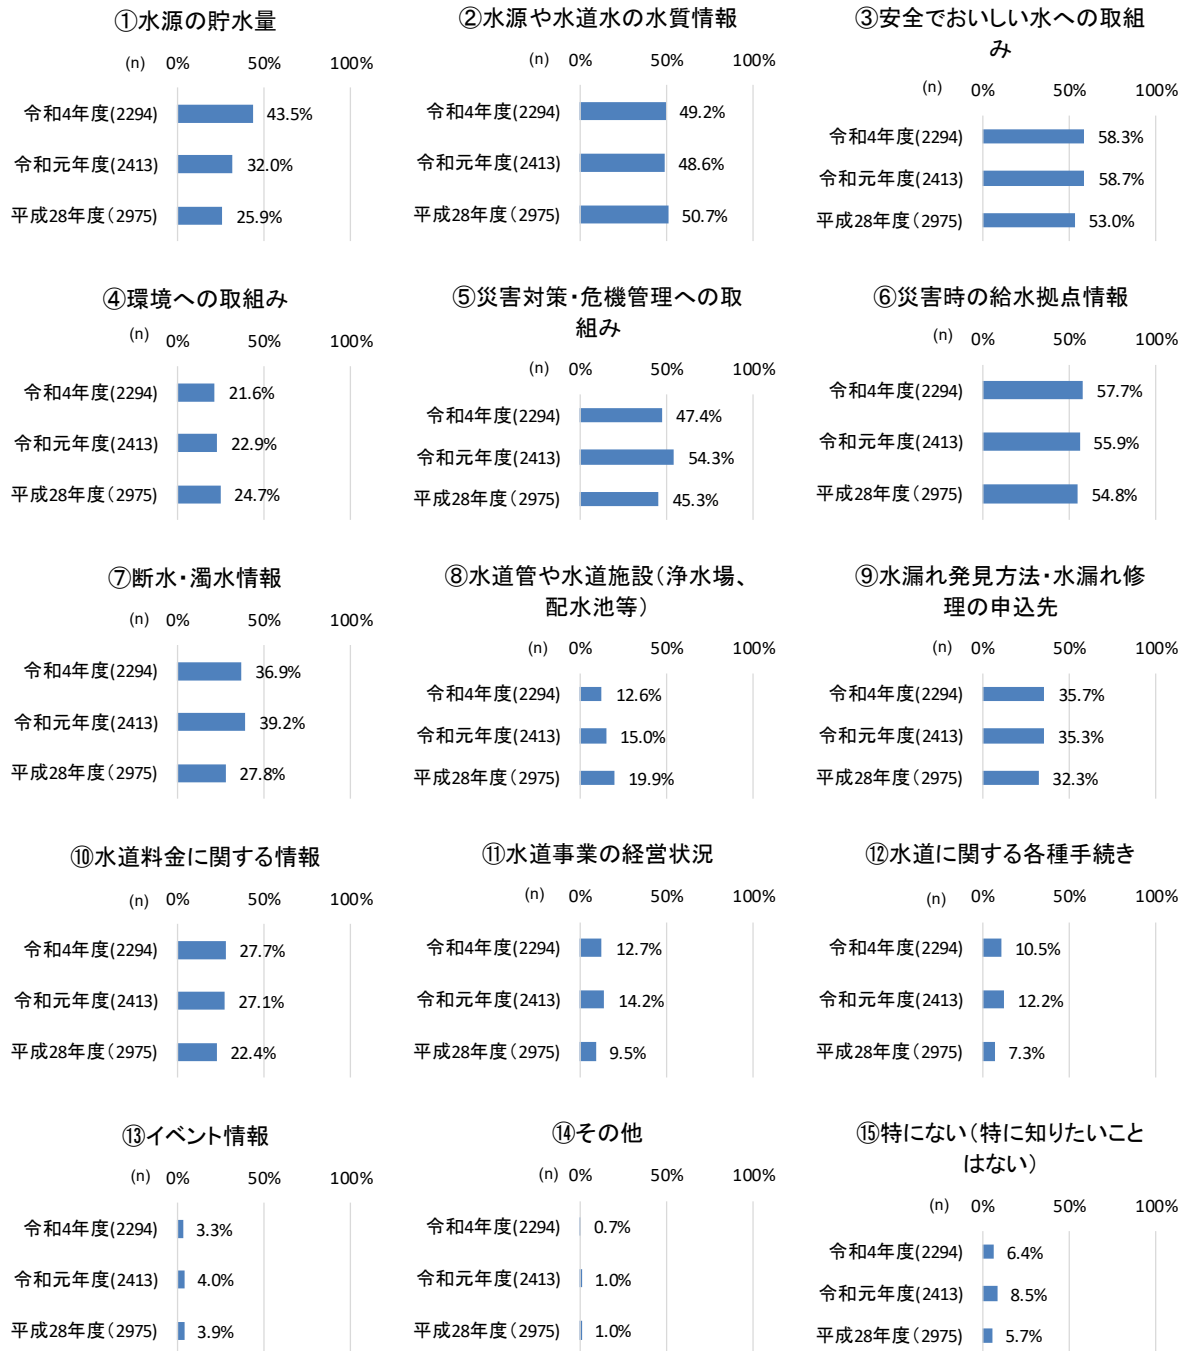 ①水源の貯水量
(n) 0% 50% 100%
令和4年度(2294) 43.5%
令和元年度(2413) 32.0%
平成28年度（2975) 25.9%
②水源や水道水の水質情報
(n) 0% 50% 100%
令和4年度(2294) 49.2%
令和元年度(2413) 48.6%
平成28年度（2975) 50.7%
③安全でおいしい水への取組
み
(n) 0% 50% 100%
令和4年度(2294) 58.3%
令和元年度(2413) 58.7%
平成28年度（2975) 53.0%
④環境への取組み
(n) 0% 50% 100%
令和4年度(2294) 21.6%
令和元年度(2413) 22.9%
平成28年度（2975) 24.7%
⑤災害対策・危機管理への取
組み
(n) 0% 50% 100%
令和4年度(2294) 47.4%
令和元年度(2413) 54.3%
平成28年度（2975) 45.3%
⑥災害時の給水拠点情報
(n) 0% 50% 100%
令和4年度(2294) 57.7%
令和元年度(2413) 55.9%
平成28年度（2975) 54.8%
⑦断水・濁水情報
(n) 0% 50% 100%
令和4年度(2294) 36.9%
令和元年度(2413) 39.2%
平成28年度（2975) 27.8%
⑧水道管や水道施設（浄水場、
配水池等）
(n) 0% 50% 100%
令和4年度(2294) 12.6%
令和元年度(2413) 15.0%
平成28年度（2975) 19.9%
⑨水漏れ発見方法・水漏れ修
理の申込先
(n) 0% 50% 100%
令和4年度(2294) 35.7%
令和元年度(2413) 35.3%
平成28年度（2975) 32.3%
⑩水道料金に関する情報
(n) 0% 50% 100%
令和4年度(2294) 27.7%
令和元年度(2413) 27.1%
平成28年度（2975) 22.4%
⑪水道事業の経営状況
(n) 0% 50% 100%
令和4年度(2294) 12.7%
令和元年度(2413) 14.2%
平成28年度（2975) 9.5%
⑫水道に関する各種手続き
(n) 0% 50% 100%
令和4年度(2294) 10.5%
令和元年度(2413) 12.2%
平成28年度（2975) 7.3%
⑬イベント情報
(n) 0% 50% 100%
令和4年度(2294) 3.3%
令和元年度(2413) 4.0%
平成28年度（2975) 3.9%
⑭その他
(n) 0% 50% 100%
令和4年度(2294) 0.7%
令和元年度(2413) 1.0%
平成28年度（2975) 1.0%
⑮特にない（特に知りたいこと
はない）
(n) 0% 50% 100%
令和4年度(2294) 6.4%
令和元年度(2413) 8.5%
平成28年度（2975) 5.7%